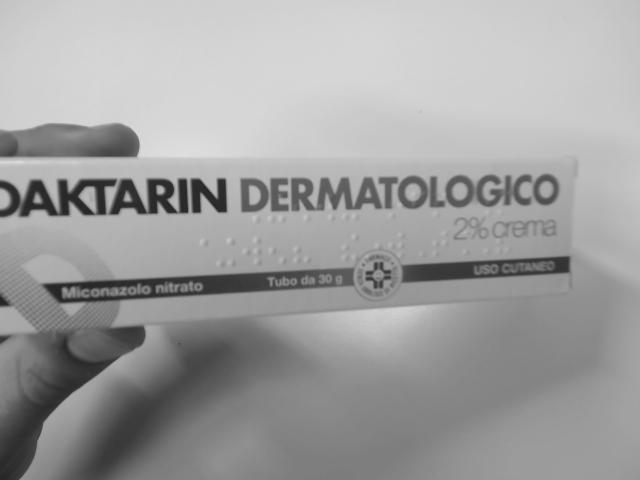 DAKTARIN DERMATOLOGICO
2% crema
Miconazolo nitrato
Tubo da 30 g
USO CUTANEO